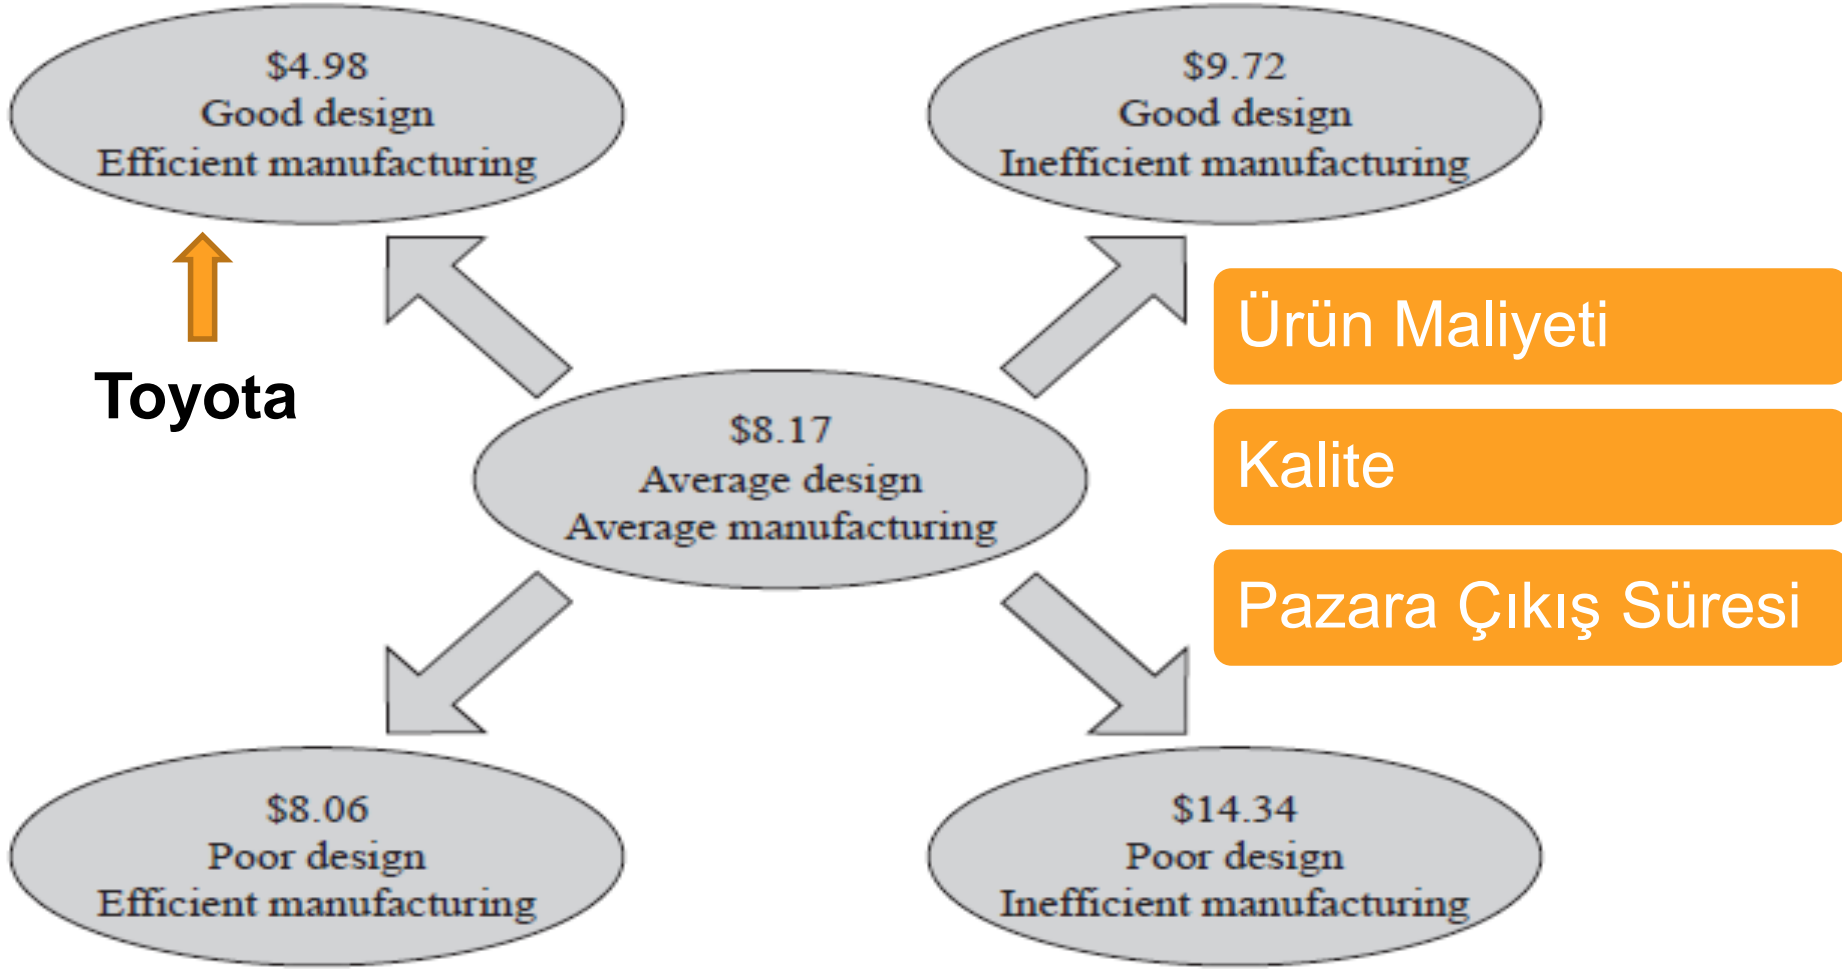 $4.98
Good design
Efficient manufacturing
$9.72
Good design
Inefficient manufacturing
Toyota
Ürün Maliyeti
$8.17
Average design
Average manufacturing
Kalite
Pazara Çıkış Süresi
$8.06
Poor design
Efficient manufacturing
$14.34
Poor design
Inefficient manufacturing